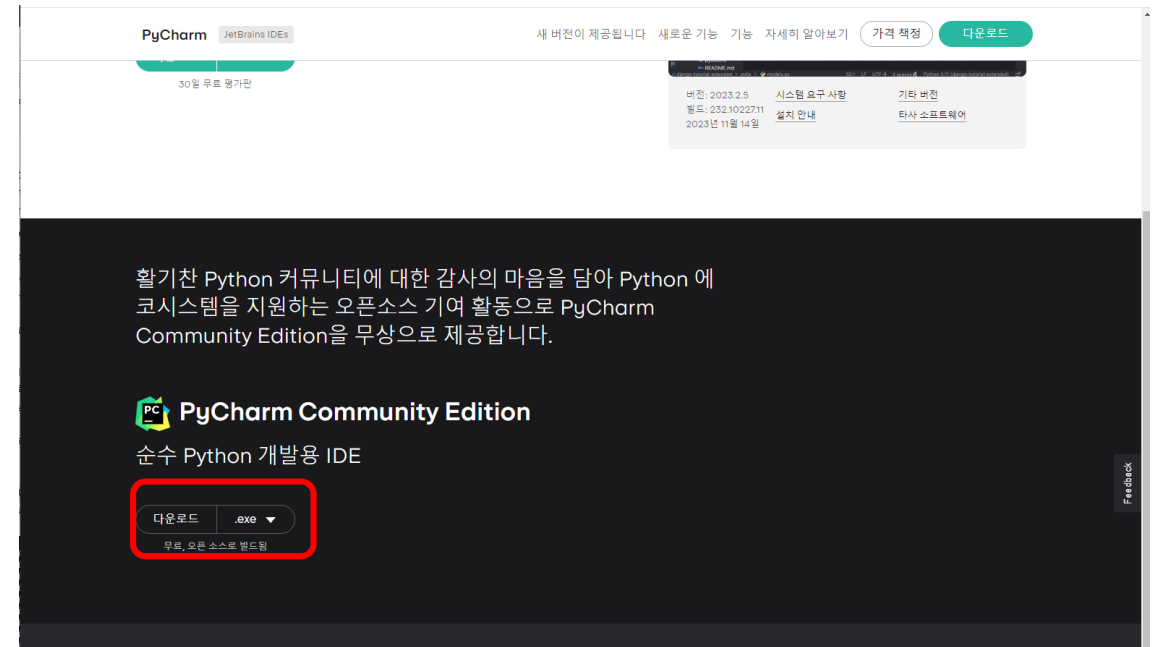 PyCharm JetBrains IDEs 새 버전이 제공됩니다 새로운 기능 기능 자세히 알아보기 가격 책정 다운로드
30일 무료 평가판
버전: 2023.2.5 시스템 요구 사항 기타 버전
빌드: 232.10227.11 설치 안내 타사 소프트웨어
2023년 11월 14일
활기찬 Python 커뮤니티에 대한 감사의 마음을 담아 Python 에
코시스템을 지원하는 오픈소스 기여 활동으로 PyCharm
Community Edition을 무상으로 제공합니다.
PC PyCharm Community Edition
순수 Python 개발용 IDE
다운로드 .exe
무료, 오픈 소스로 빌드됨
Feedback